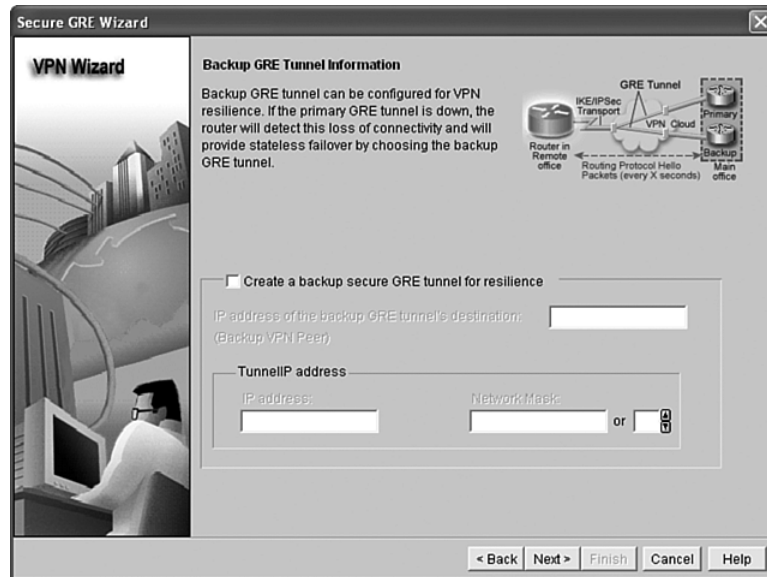 Secure GRE Wizard
VPN Wizard
Backup GRE Tunnel Information
Backup GRE tunnel can be configured for VPN
resilience. If the primary GRE tunnel is down, the
router will detect this loss of connectivity and will
provide stateless failover by choosing the backup
GRE tunnel.
GRE Tunnel
IKE/IPSec
Transport
Primary
VPN Cloud
Router in
Remote
office
Backup
Main
office
Routing Protocol Hello
Packets (every X seconds)
Create a backup secure GRE tunnel for resilience
IP address of the backup GRE tunnel's destination:
(Backup VPN Peer)
TunnelIP address
IP address:
Network Mask:
or
< Back
Next >
Finish
Cancel
Help